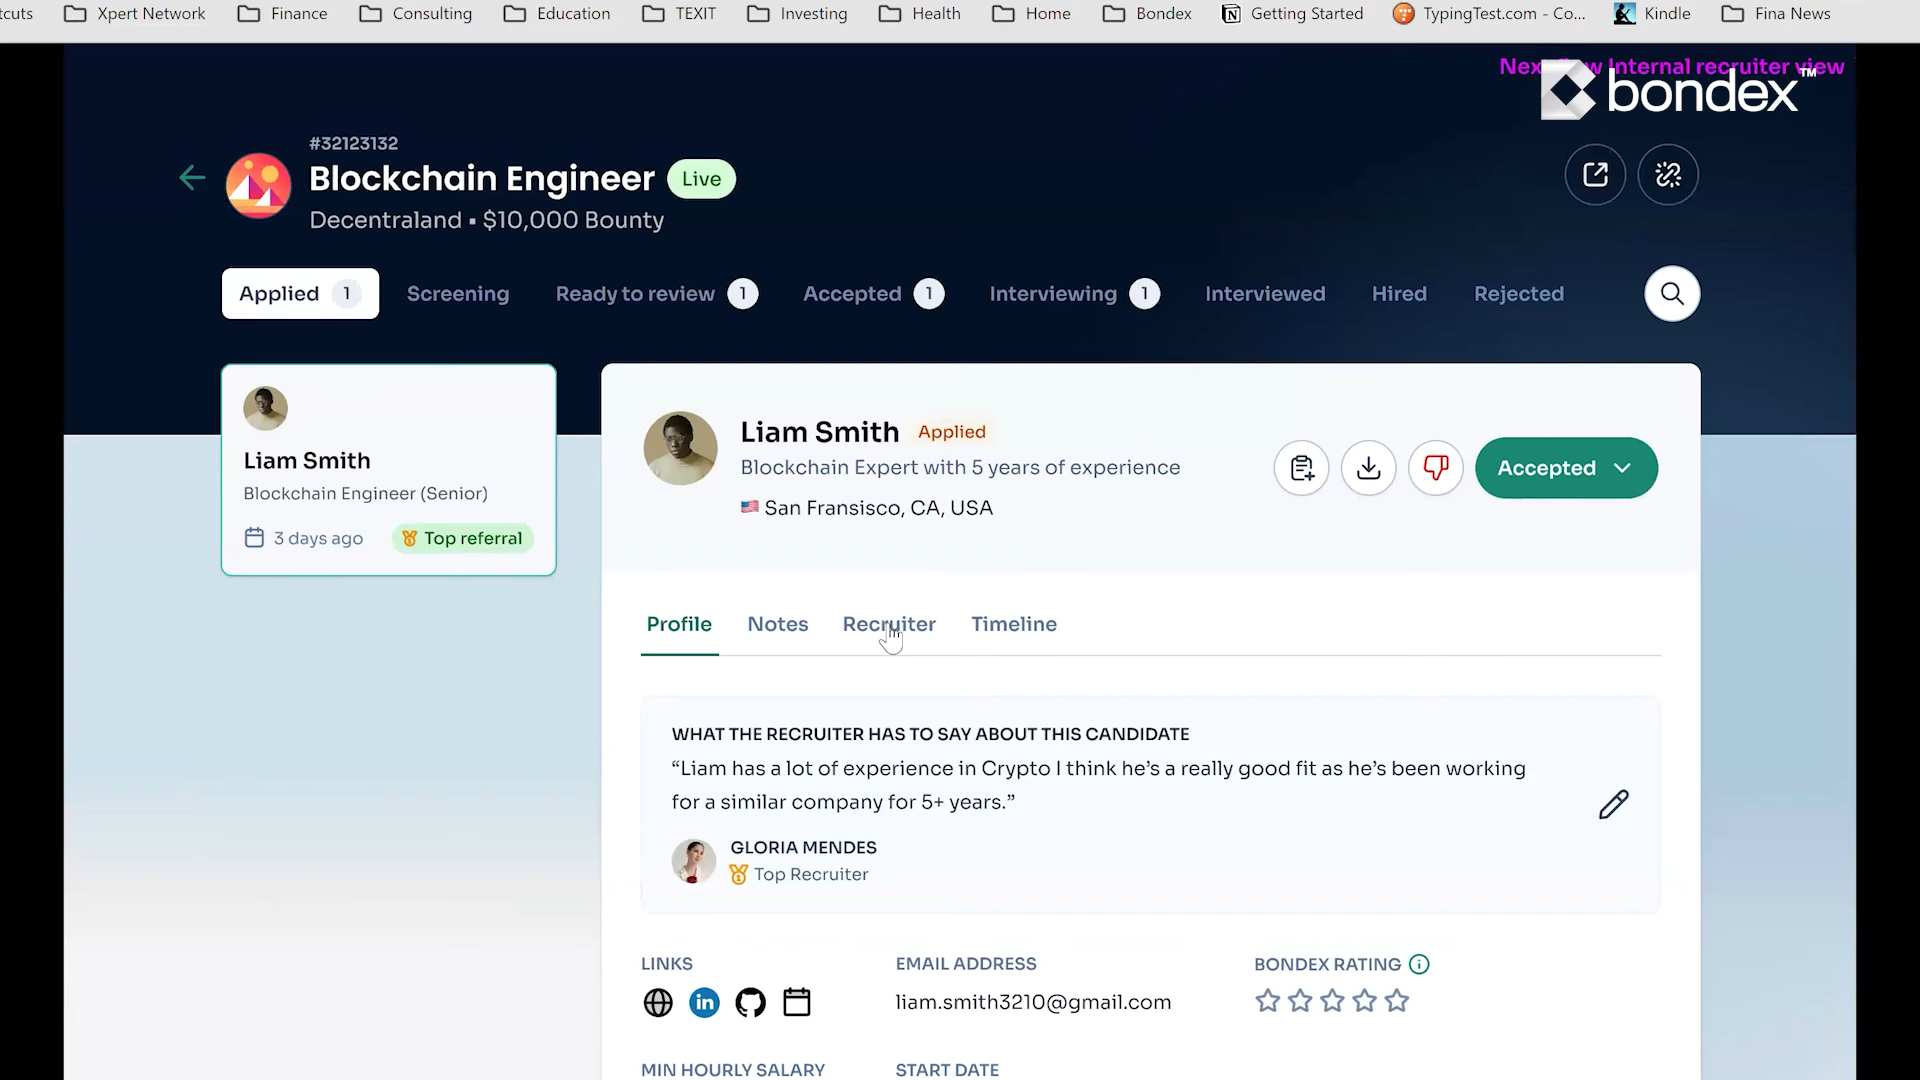 tcuts Xpert Network Finance Consulting Education TEXIT Investing Health Home Bondex Getting Started TypingTest.com - Co... Kindle Fina News
Internal recruiter view
bondex™
#32123132
Blockchain Engineer Live
Decentraland • $10,000 Bounty
Applied 1 Screening Ready to review 1 Accepted 1 Interviewing 1 Interviewed Hired Rejected
Liam Smith
Blockchain Engineer (Senior)
3 days ago Top referral
Liam Smith Applied
Blockchain Expert with 5 years of experience
San Fransisco, CA, USA
Accepted
Profile Notes Recruiter Timeline
WHAT THE RECRUITER HAS TO SAY ABOUT THIS CANDIDATE
“Liam has a lot of experience in Crypto I think he’s a really good fit as he’s been working
for a similar company for 5+ years.”
GLORIA MENDES
Top Recruiter
LINKS EMAIL ADDRESS BONDEX RATING
in liam.smith3210@gmail.com
MIN HOURLY SALARY START DATE